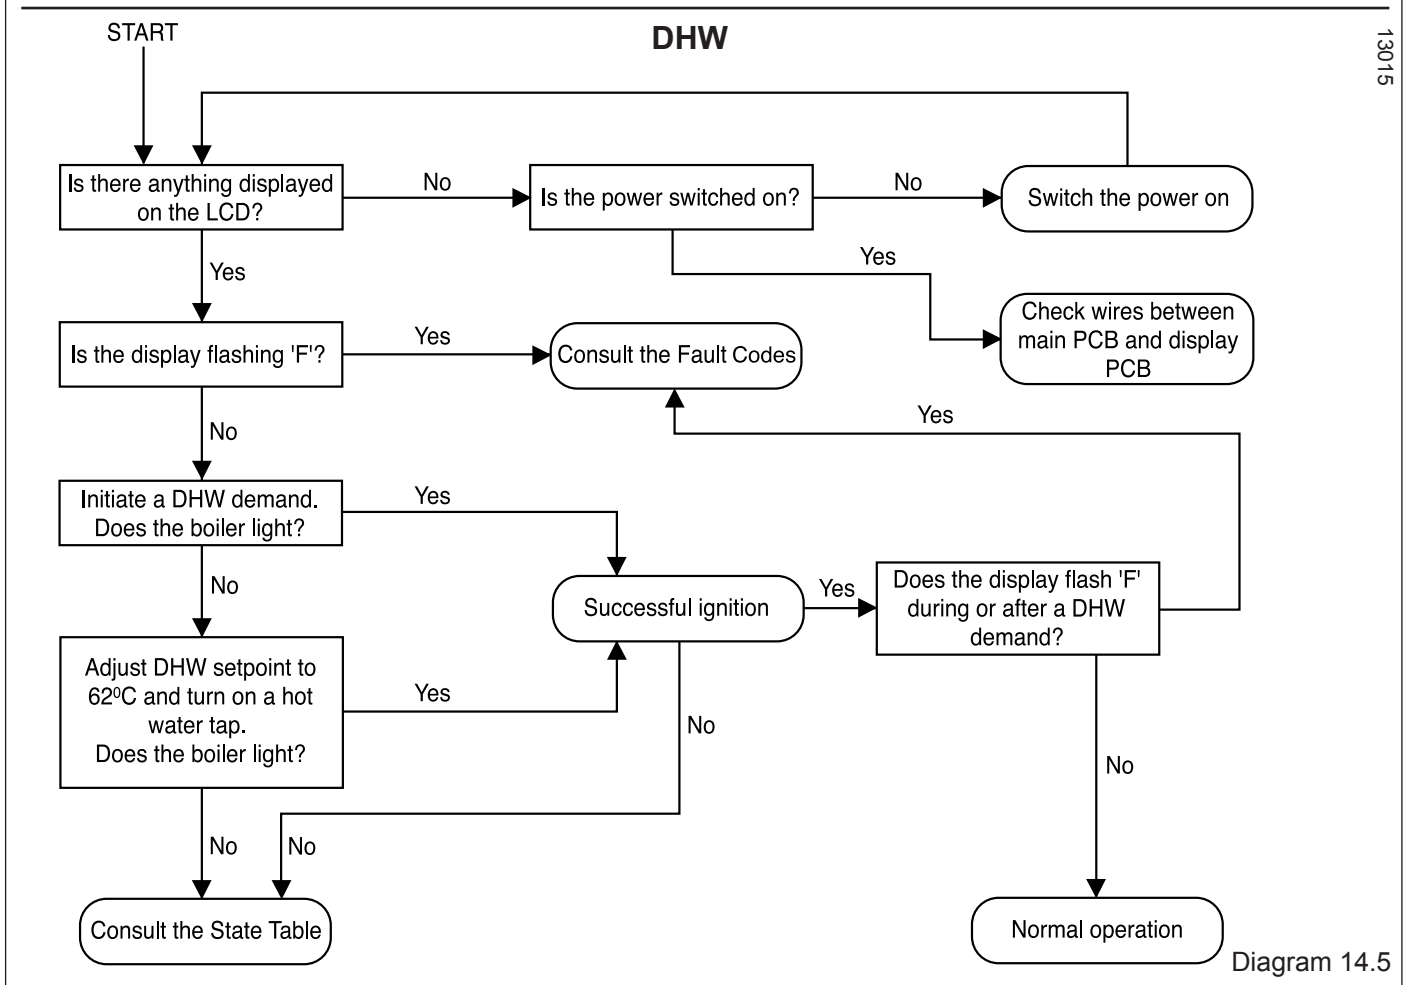 START
DHW
13015
Is there anything displayed
on the LCD?
No
Is the power switched on?
No
Switch the power on
Yes
Yes
Check wires between
main PCB and display
PCB
Is the display flashing 'F'?
Yes
Consult the Fault Codes
Yes
No
Initiate a DHW demand.
Does the boiler light?
Yes
No
Successful ignition
Yes
Does the display flash 'F'
during or after a DHW
demand?
Adjust DHW setpoint to
62⁰C and turn on a hot
water tap.
Does the boiler light?
Yes
No
No
No
No
Consult the State Table
Normal operation
Diagram 14.5